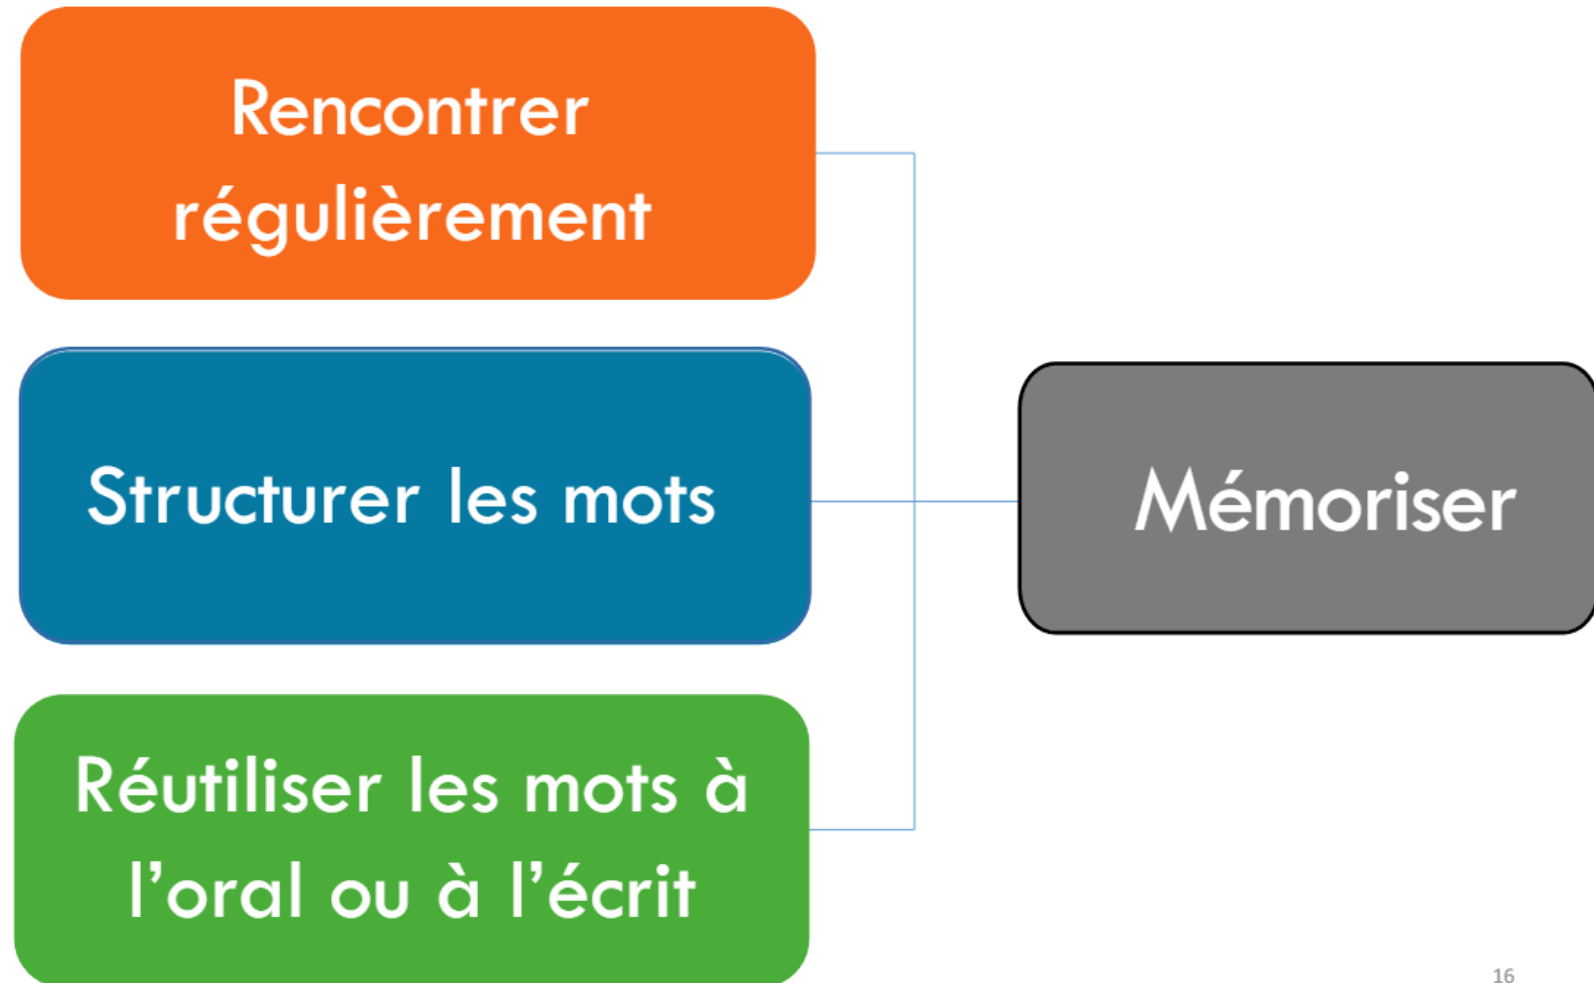 Rencontrer
régulièrement
Structurer les mots
Mémoriser
Réutiliser les mots à
l’oral ou à l’écrit
16